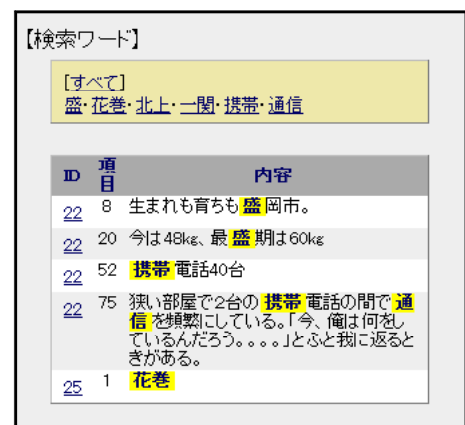 【検索ワード】
[すべて]
盛・花巻・北上・一関・携帯・通信
ID 項目 内容
22 8 生まれも育ちも盛岡市。
22 20 今は48kg、最盛期は60kg
22 52 携帯電話40台
22 75 狭い部屋で2台の携帯電話の間で通
信を頻繁にしている。「今、俺は何をし
ているんだろう。。。。」とふと我に返ると
きがある。
25 1 花巻